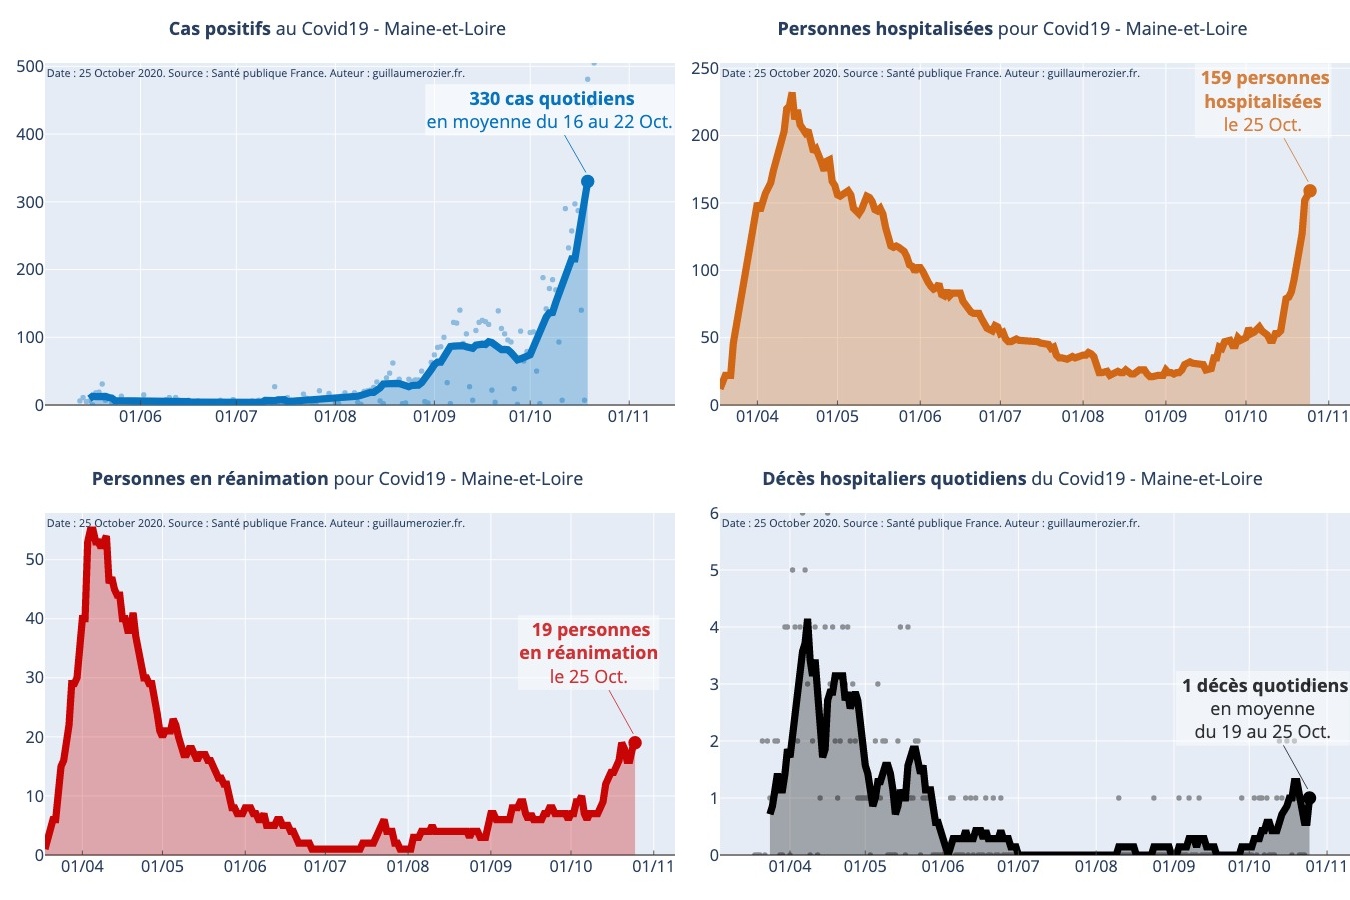 Cas positifs au Covid19 - Maine-et-Loire
Date : 25 October 2020. Source : Santé publique France. Auteur : guillaumerozier.fr.
500
400
300
200
100
0
330 cas quotidiens
en moyenne du 16 au 22 Oct.
01/06 01/07 01/08 01/09 01/10 01/11
Personnes hospitalisées pour Covid19 - Maine-et-Loire
Date : 25 October 2020. Source : Santé publique France. Auteur : guillaumerozier.fr.
250
200
150
100
50
0
159 personnes
hospitalisées
le 25 Oct.
01/04 01/05 01/06 01/07 01/08 01/09 01/10 01/11
Personnes en réanimation pour Covid19 - Maine-et-Loire
Date : 25 October 2020. Source : Santé publique France. Auteur : guillaumerozier.fr.
50
40
30
20
10
0
19 personnes
en réanimation
le 25 Oct.
01/04 01/05 01/06 01/07 01/08 01/09 01/10 01/11
Décès hospitaliers quotidiens du Covid19 - Maine-et-Loire
Date : 25 October 2020. Source : Santé publique France. Auteur : guillaumerozier.fr.
6
5
4
3
2
1
0
1 décès quotidiens
en moyenne
du 19 au 25 Oct.
01/04 01/05 01/06 01/07 01/08 01/09 01/10 01/11